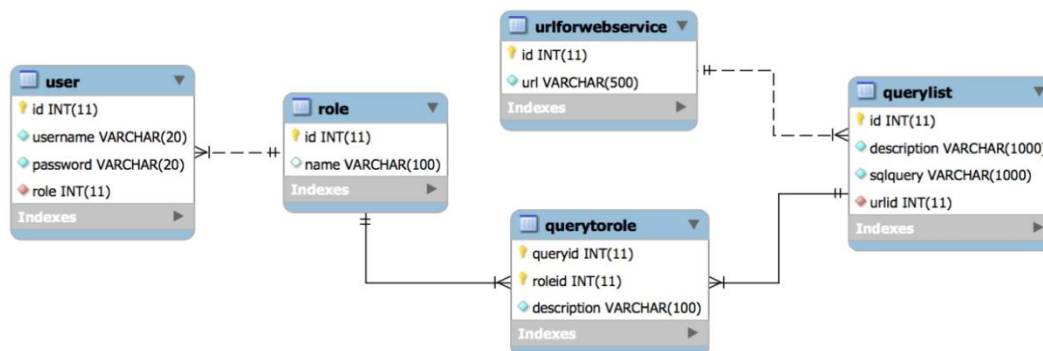 user
id INT(11)
username VARCHAR(20)
password VARCHAR(20)
role INT(11)
Indexes
role
id INT(11)
name VARCHAR(100)
Indexes
urlforwebservice
id INT(11)
url VARCHAR(500)
Indexes
querytorole
queryid INT(11)
roleid INT(11)
description VARCHAR(100)
Indexes
querylist
id INT(11)
description VARCHAR(1000)
sqlquery VARCHAR(1000)
urlid INT(11)
Indexes